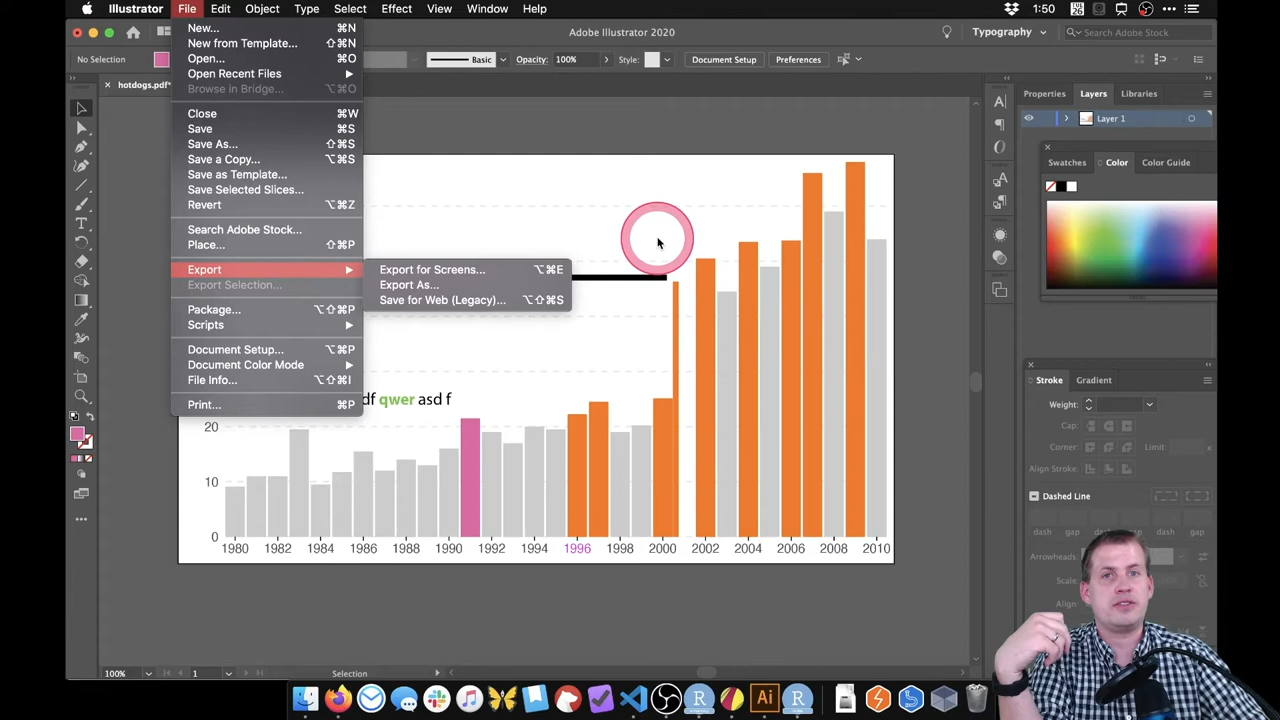 Illustrator File Edit Object Type Select Effect View Window Help 1:50 TUE 26
Adobe Illustrator 2020 Typography Search Adobe Stock
No Selection Basic Opacity: 100% Style: Document Setup Preferences
hotdogs.pdf*
New... ⌘N
New from Template... ⇧⌘N
Open... ⌘O
Open Recent Files
Browse in Bridge... ⌥⌘O
Close ⌘W
Save ⌘S
Save As... ⇧⌘S
Save a Copy... ⌥⌘S
Save as Template...
Save Selected Slices...
Revert ⌥⌘Z
Search Adobe Stock...
Place... ⇧⌘P
Export
Export Selection...
Package... ⌥⇧⌘P
Scripts
Document Setup... ⌥⌘P
Document Color Mode
File Info... ⌥⇧⌘I
Print... ⌘P
Export for Screens... ⌥⌘E
Export As...
Save for Web (Legacy)... ⌥⇧⌘S
df qwer asd f
20
10
0
1980 1982 1984 1986 1988 1990 1992 1994 1996 1998 2000 2002 2004 2006 2008 2010
Properties Layers Libraries
Layer 1
Swatches Color Color Guide
Stroke Gradient
Weight:
Cap:
Corner: Limit:
Align Stroke:
Dashed Line
dash gap dash gap
Arrowheads:
Scale
Align
100% 1 Selection
Ai